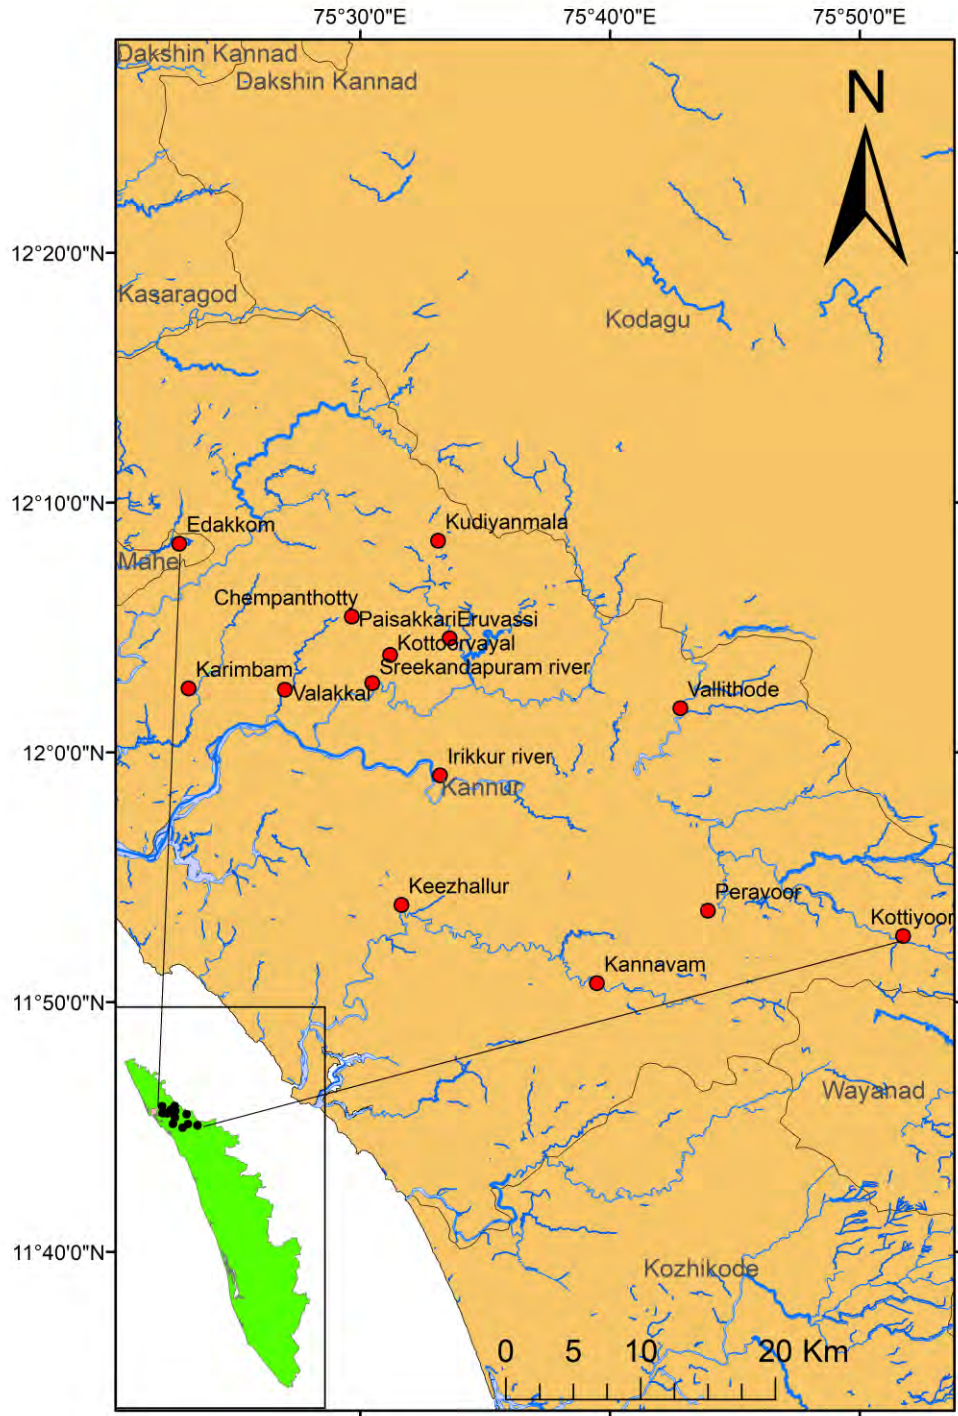 75°30'0"E 75°40'0"E 75°50'0"E
Dakshin Kannad
Dakshin Kannad
N
12°20'0"N
Kasaragod
Kodagu
12°10'0"N
Edakkom
Kudiyanmala
Mahe
Chempanthotty
PaisakkariEruvassi
Kottoorvayal
Sreekandapuram river
Karimbam
Valakkai
Vallithode
12°0'0"N
Irikkur river
Kannur
Keezhallur
Peravoor
Kottiyoor
Kannavam
11°50'0"N
Wayanad
11°40'0"N
Kozhikode
0 5 10 20 Km